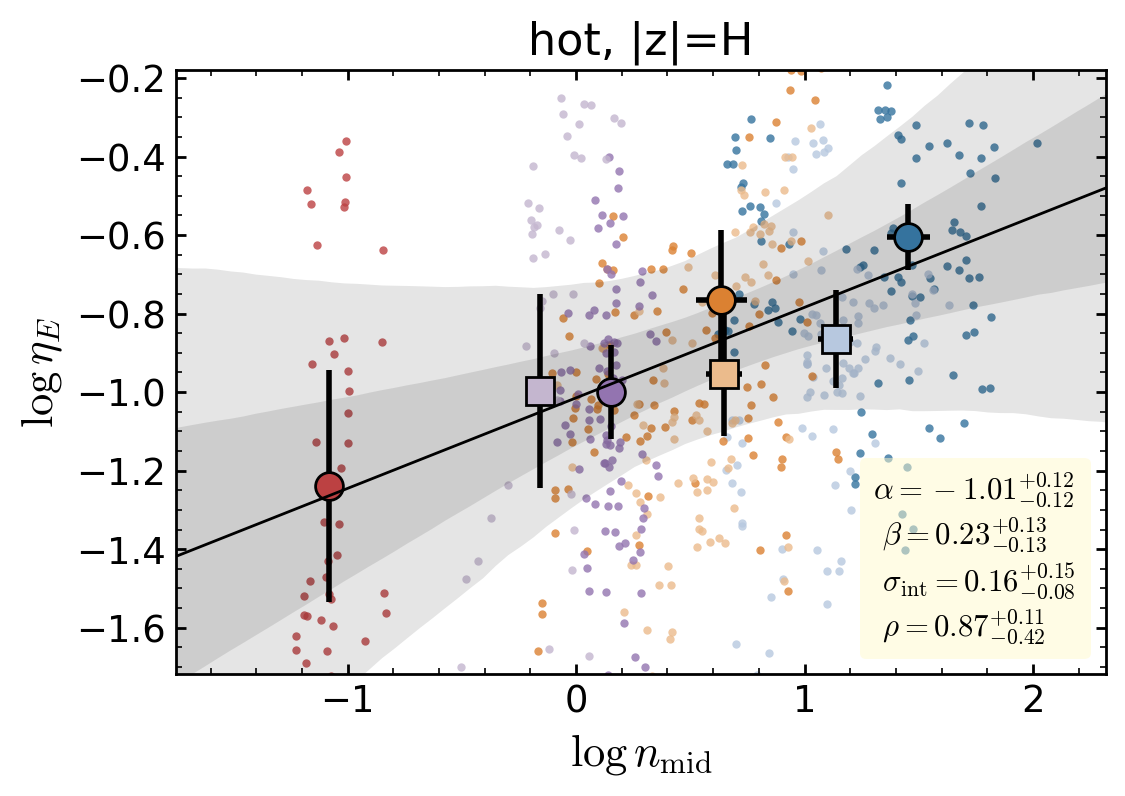 hot, |z|=H
−0.2
−0.4
−0.6
−0.8
−1.0
−1.2
−1.4
−1.6
log η_E
α = −1.01^{+0.12}_{−0.12}
β = 0.23^{+0.13}_{−0.13}
σ_int = 0.16^{+0.15}_{−0.08}
ρ = 0.87^{+0.11}_{−0.42}
−1 0 1 2
log n_mid